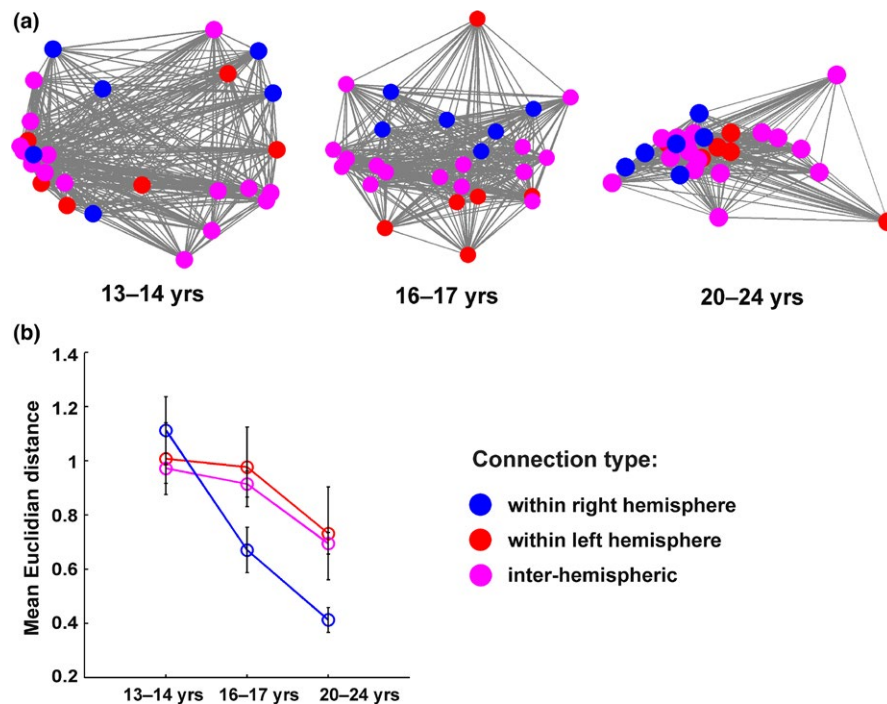 (a)
13–14 yrs
16–17 yrs
20–24 yrs
(b)
Mean Euclidian distance
1.4
1.2
1
0.8
0.6
0.4
0.2
13–14 yrs 16–17 yrs 20–24 yrs
Connection type:
within right hemisphere
within left hemisphere
inter-hemispheric